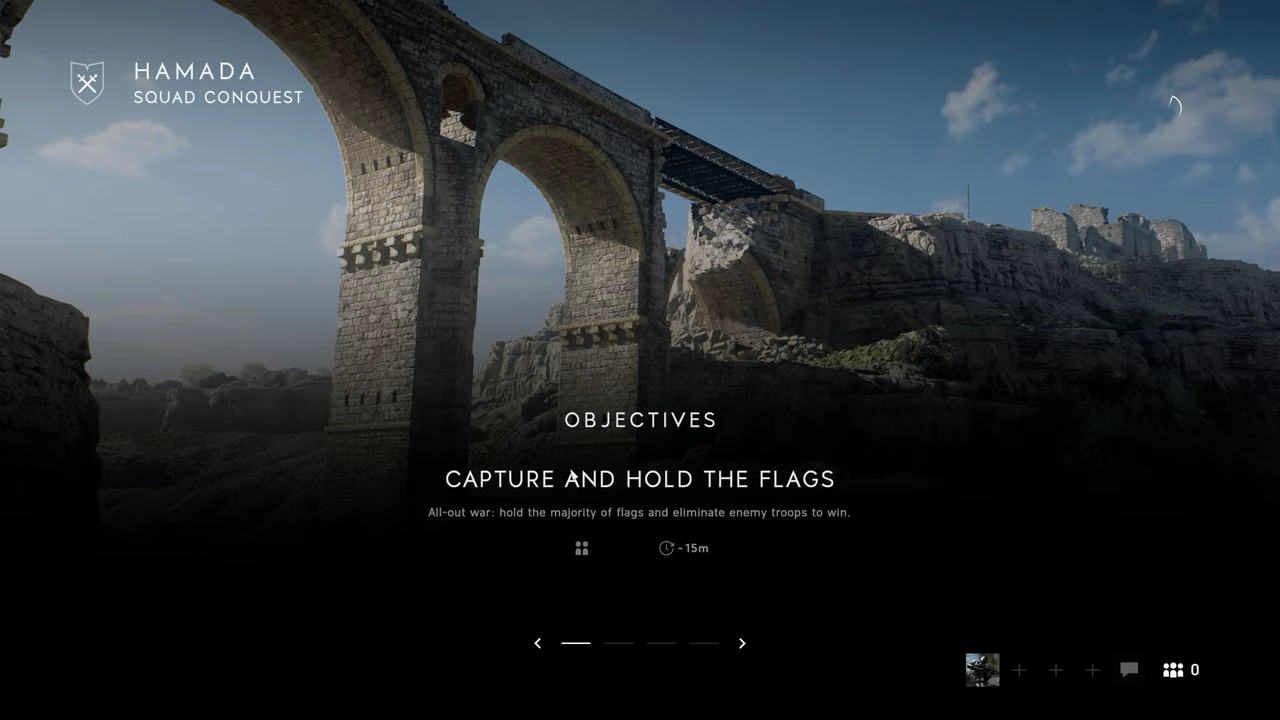 HAMADA
SQUAD CONQUEST
OBJECTIVES
CAPTURE AND HOLD THE FLAGS
All-out war: hold the majority of flags and eliminate enemy troops to win.
~15m
0